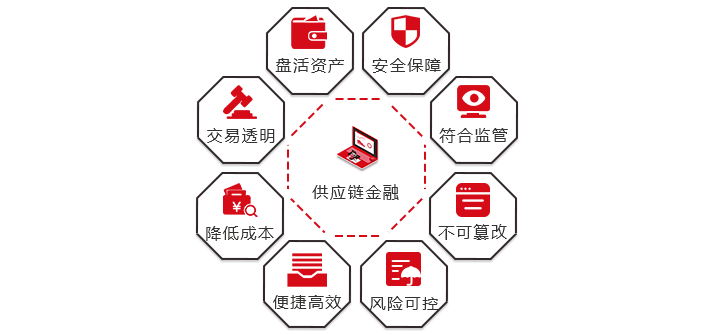 盘活资产
安全保障
交易透明
符合监管
供应链金融
降低成本
不可篡改
便捷高效
风险可控